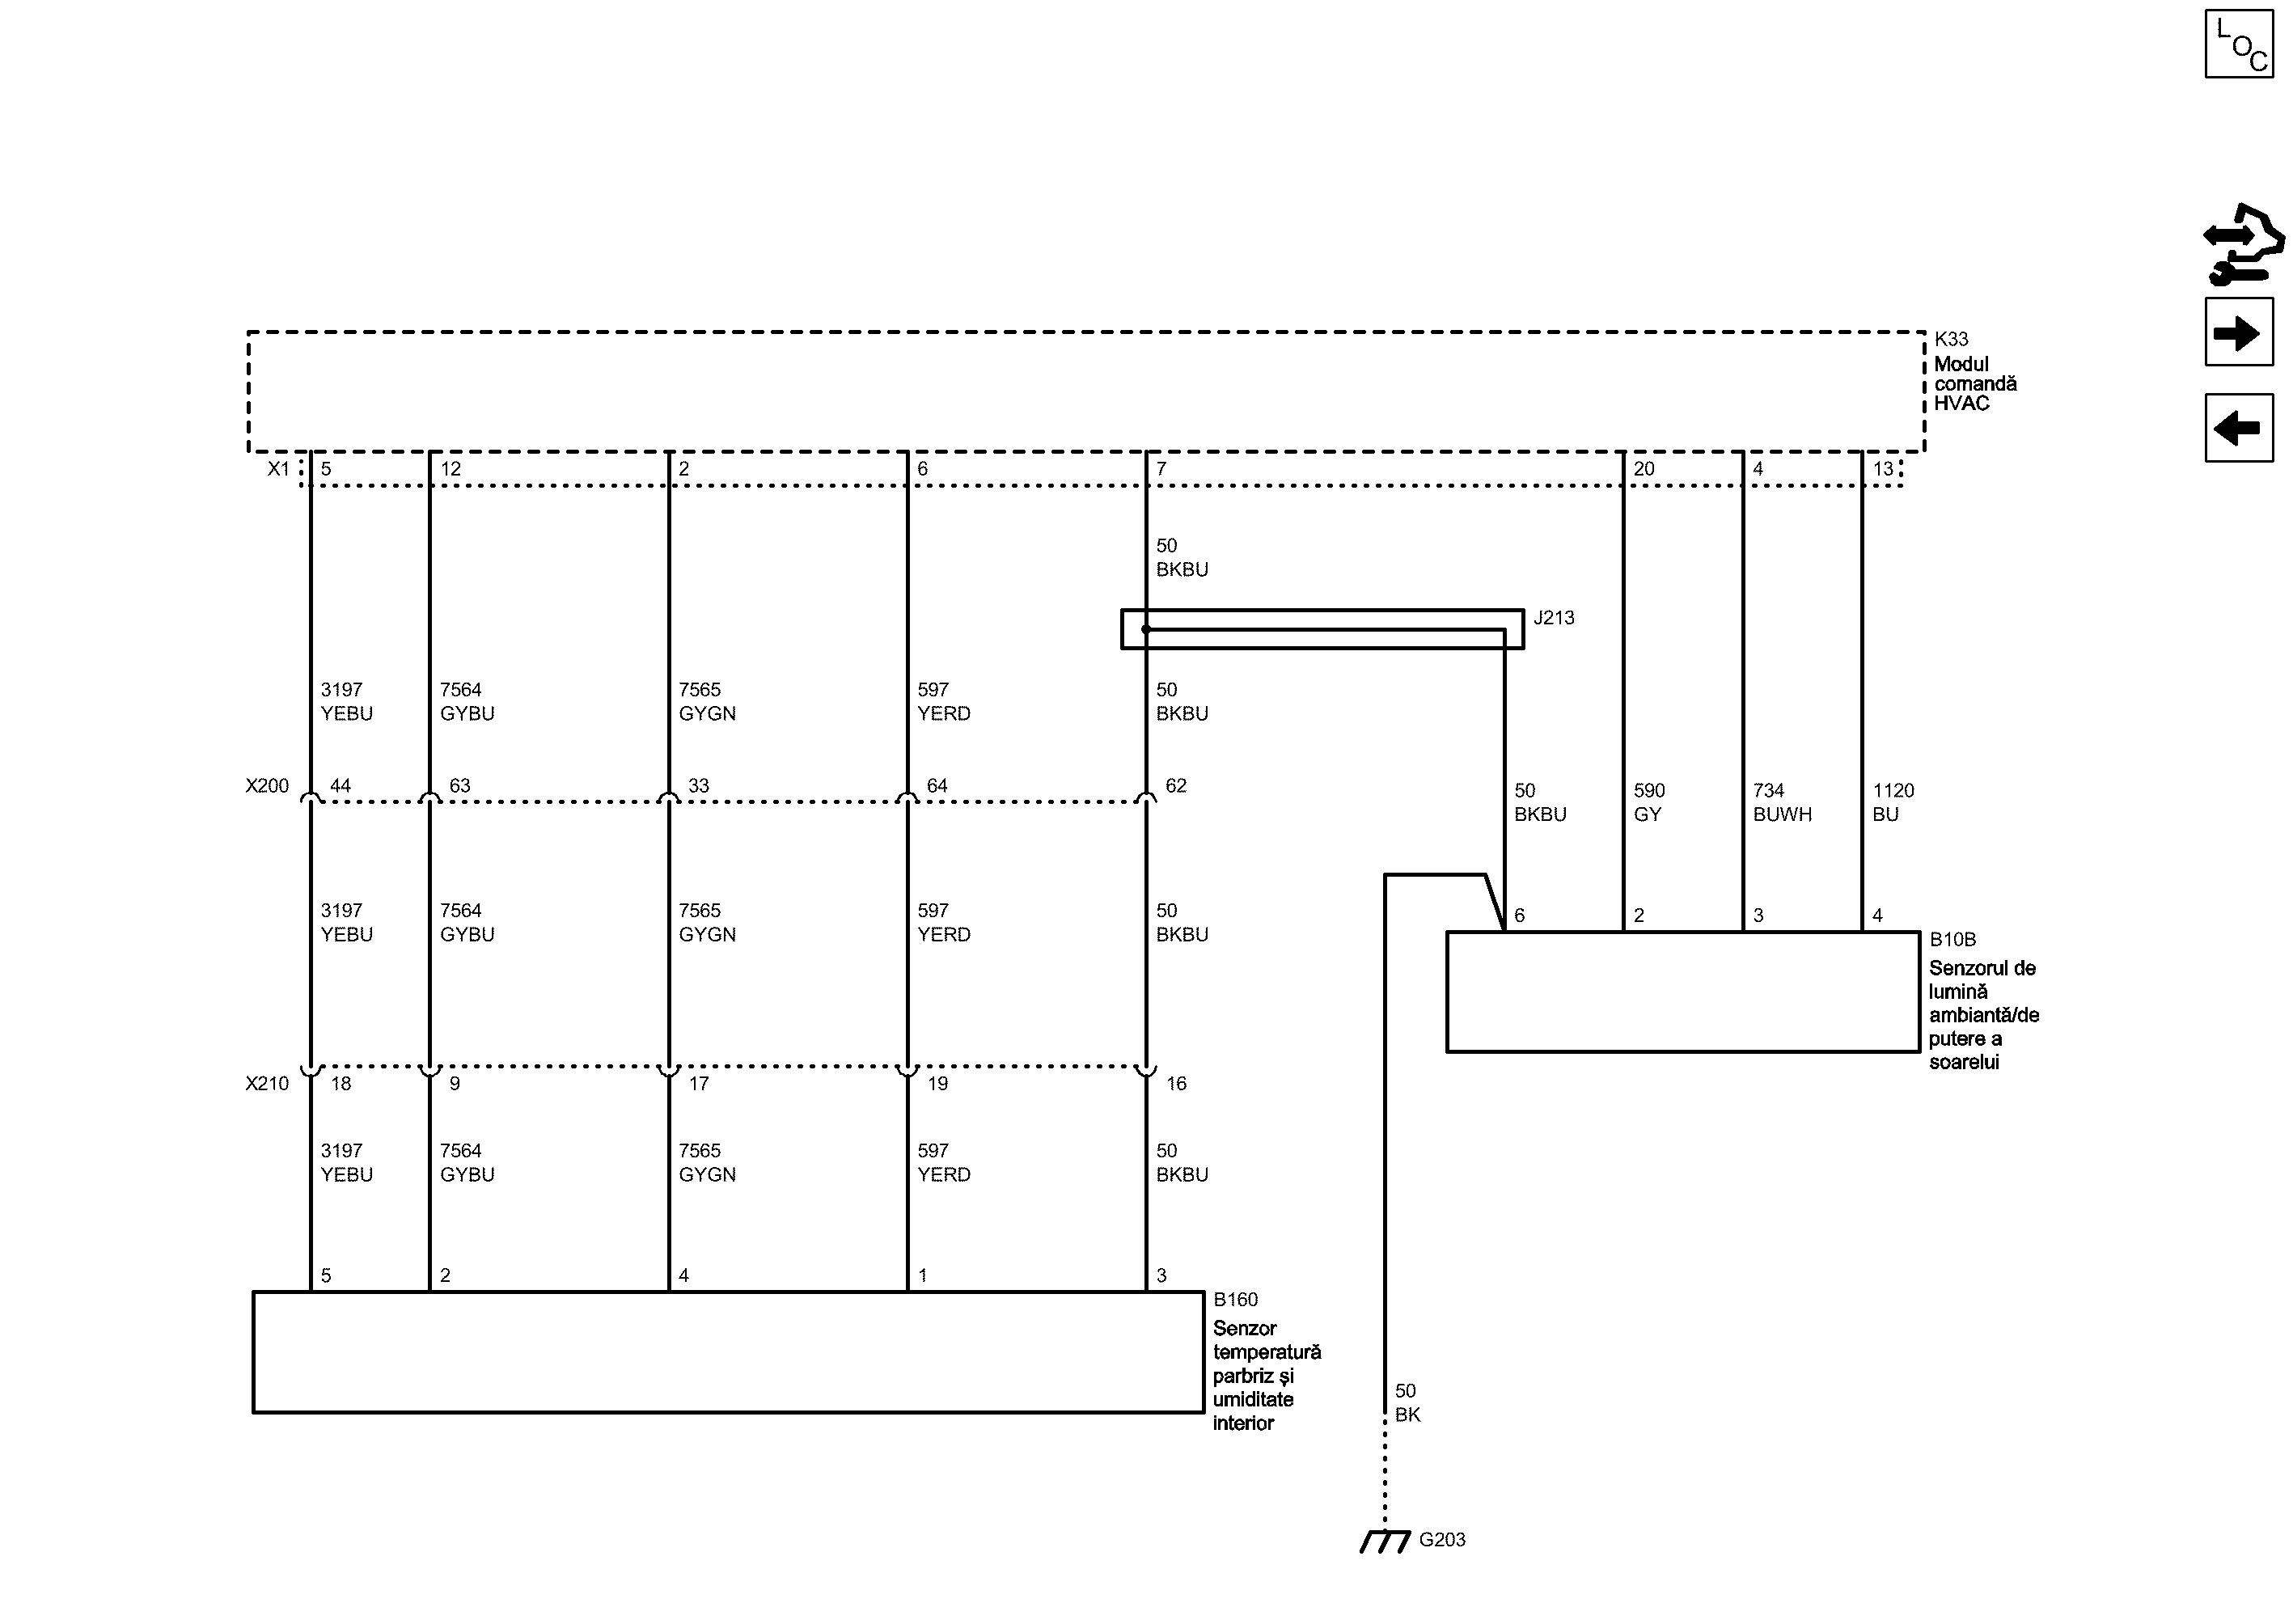 L
O
C
K33
Modul
comandă
HVAC
X1 5 12 2 6 7 20 4 13
50
BKBU
J213
3197 7564 7565 597 50
YEBU GYBU GYGN YERD BKBU
X200 44 63 33 64 62
50 590 734 1120
BKBU GY BUWH BU
3197 7564 7565 597 50
YEBU GYBU GYGN YERD BKBU
6 2 3 4
B10B
Senzorul de
lumină
ambiantă/de
putere a
soarelui
X210 18 9 17 19 16
3197 7564 7565 597 50
YEBU GYBU GYGN YERD BKBU
5 2 4 1 3
B160
Senzor
temperatură
parbriz și
umiditate
interior
50
BK
G203